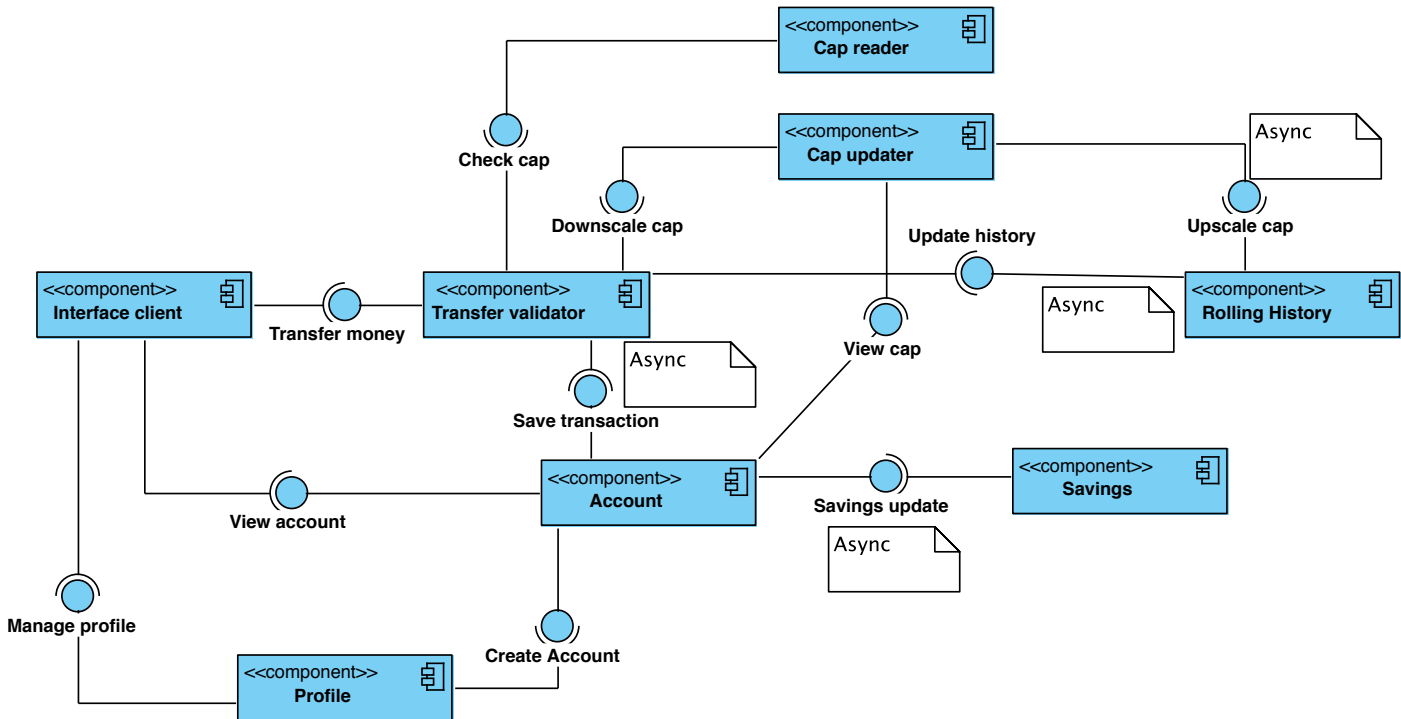 <<component>>
Cap reader
<<component>>
Cap updater
Async
Check cap
Downscale cap
Upscale cap
Update history
<<component>>
Interface client
Transfer money
<<component>>
Transfer validator
Async
<<component>>
Rolling History
View cap
Async
Save transaction
<<component>>
Account
Savings update
<<component>>
Savings
View account
Async
Manage profile
Create Account
<<component>>
Profile